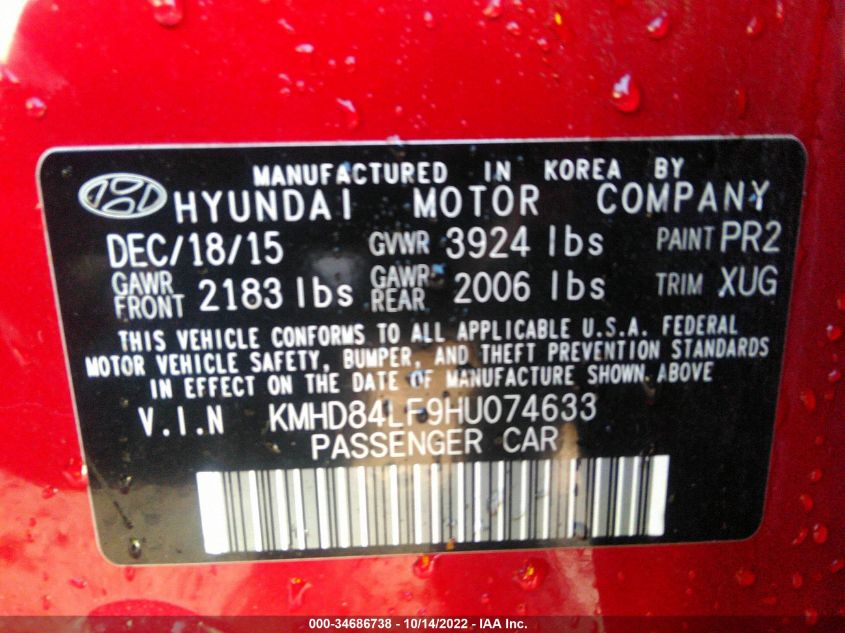 MANUFACTURED IN KOREA BY
HYUNDAI MOTOR COMPANY
DEC/18/15 GVWR 3924 lbs PAINT PR2
GAWR FRONT 2183 lbs GAWR REAR 2006 lbs TRIM XUG
THIS VEHICLE CONFORMS TO ALL APPLICABLE U.S.A. FEDERAL
MOTOR VEHICLE SAFETY, BUMPER, AND THEFT PREVENTION STANDARDS
IN EFFECT ON THE DATE OF MANUFACTURE SHOWN ABOVE
V.I.N KMHD84LF9HU074633
PASSENGER CAR
000-34686738 - 10/14/2022 - IAA Inc.